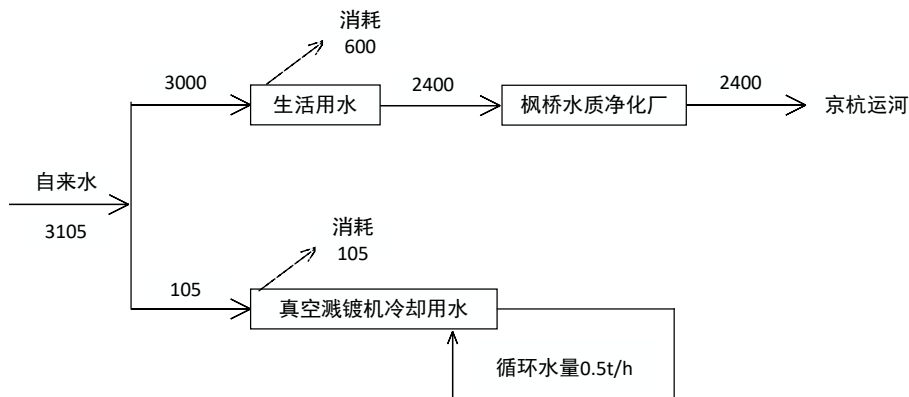 消耗
600
3000
生活用水
2400
枫桥水质净化厂
2400
京杭运河
自来水
3105
消耗
105
105
真空溅镀机冷却用水
循环水量0.5t/h